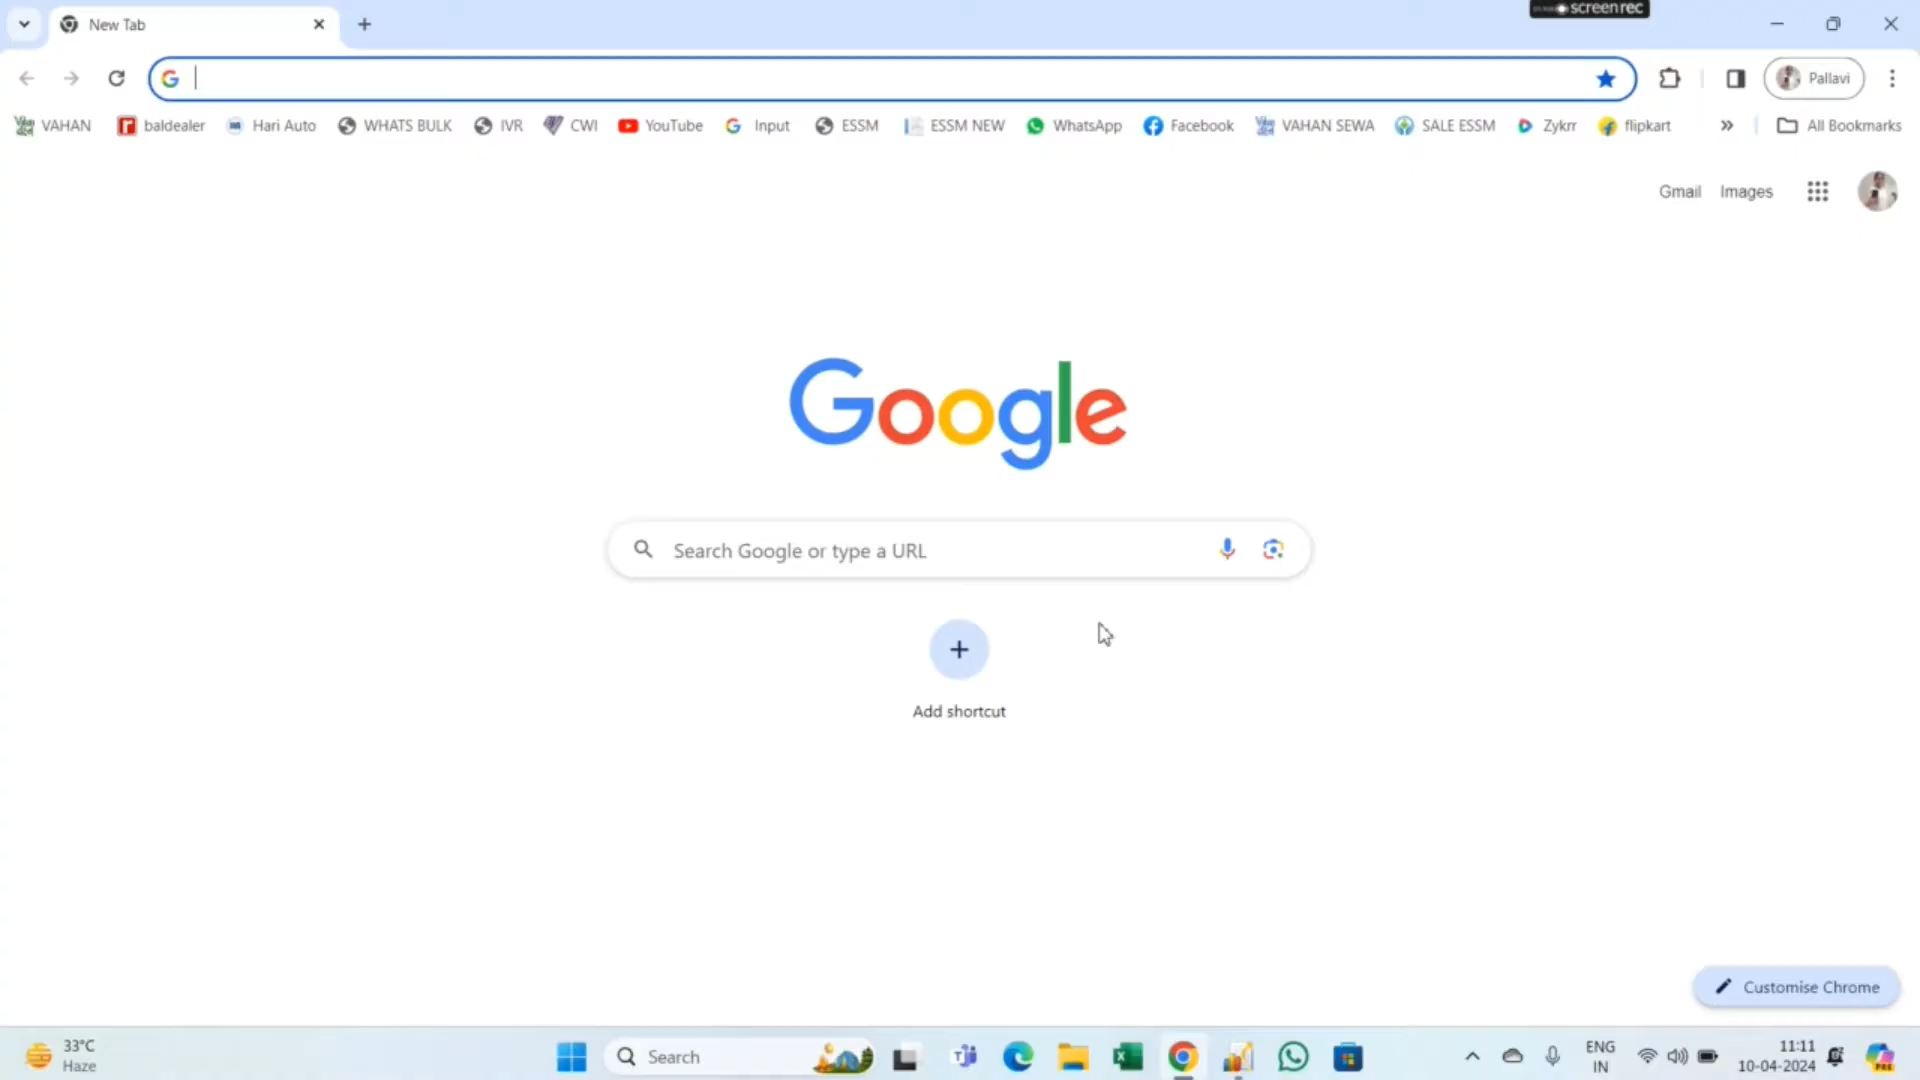 screenrec
New Tab
Pallavi
VAHAN baldealer Hari Auto WHATS BULK IVR CWI YouTube Input ESSM ESSM NEW WhatsApp Facebook VAHAN SEWA SALE ESSM Zykrr flipkart All Bookmarks
Gmail Images
Google
Search Google or type a URL
Add shortcut
Customise Chrome
33°C
Haze
Search
ENG
IN
11:11
10-04-2024